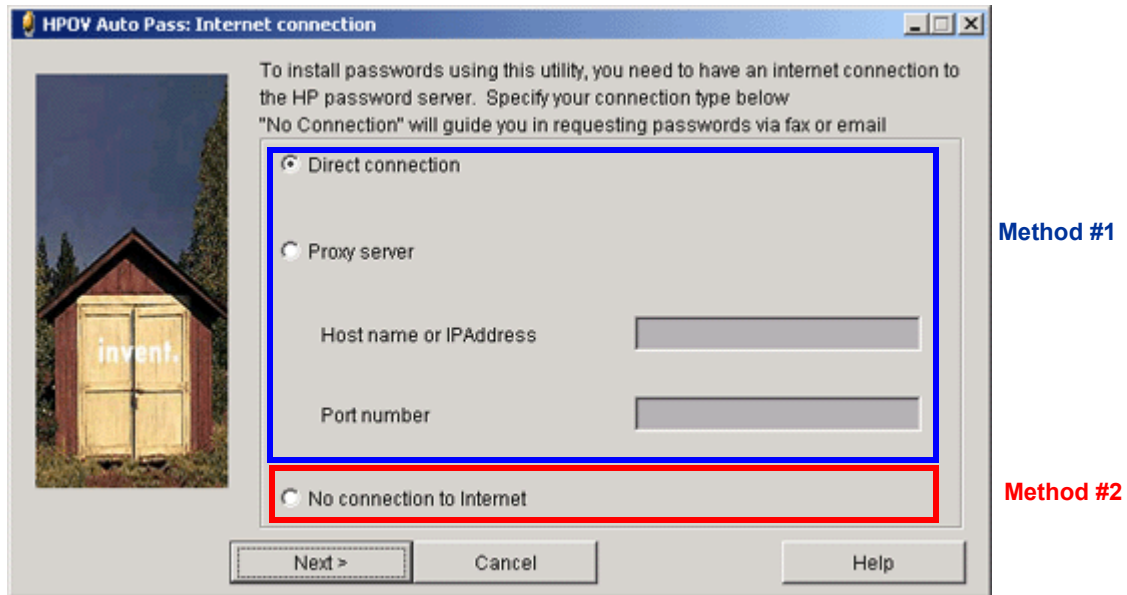 HPOV Auto Pass: Internet connection
To install passwords using this utility, you need to have an internet connection to
the HP password server. Specify your connection type below
"No Connection" will guide you in requesting passwords via fax or email
Direct connection
Method #1
Proxy server
Host name or IPAddress
invent.
Port number
No connection to Internet
Method #2
Next >
Cancel
Help